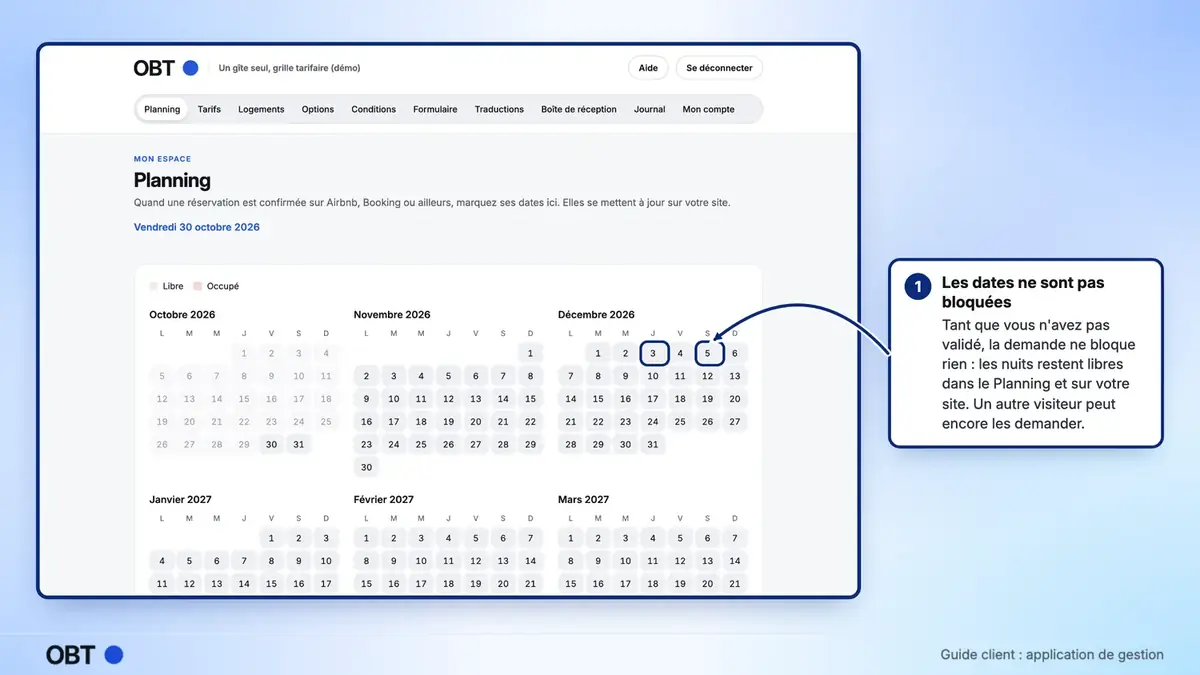 OBT
Un gîte seul, grille tarifaire (démo)
Aide
Se déconnecter
Planning Tarifs Logements Options Conditions Formulaire Traductions Boîte de réception Journal Mon compte
MON ESPACE
Planning
Quand une réservation est confirmée sur Airbnb, Booking ou ailleurs, marquez ses dates ici. Elles se mettent à jour sur votre site.
Vendredi 30 octobre 2026
Libre Occupé
Octobre 2026
L M M J V S D
1 2 3 4
5 6 7 8 9 10 11
12 13 14 15 16 17 18
19 20 21 22 23 24 25
26 27 28 29 30 31
Novembre 2026
L M M J V S D
1
2 3 4 5 6 7 8
9 10 11 12 13 14 15
16 17 18 19 20 21 22
23 24 25 26 27 28 29
30
Décembre 2026
L M M J V S D
1 2 3 4 5 6
7 8 9 10 11 12 13
14 15 16 17 18 19 20
21 22 23 24 25 26 27
28 29 30 31
Janvier 2027
L M M J V S D
1 2 3
4 5 6 7 8 9 10
11 12 13 14 15 16 17
Février 2027
L M M J V S D
1 2 3 4 5 6 7
8 9 10 11 12 13 14
15 16 17 18 19 20 21
Mars 2027
L M M J V S D
1 2 3 4 5 6 7
8 9 10 11 12 13 14
15 16 17 18 19 20 21
1
Les dates ne sont pas
bloquées
Tant que vous n'avez pas
validé, la demande ne bloque
rien : les nuits restent libres
dans le Planning et sur votre
site. Un autre visiteur peut
encore les demander.
OBT
Guide client : application de gestion